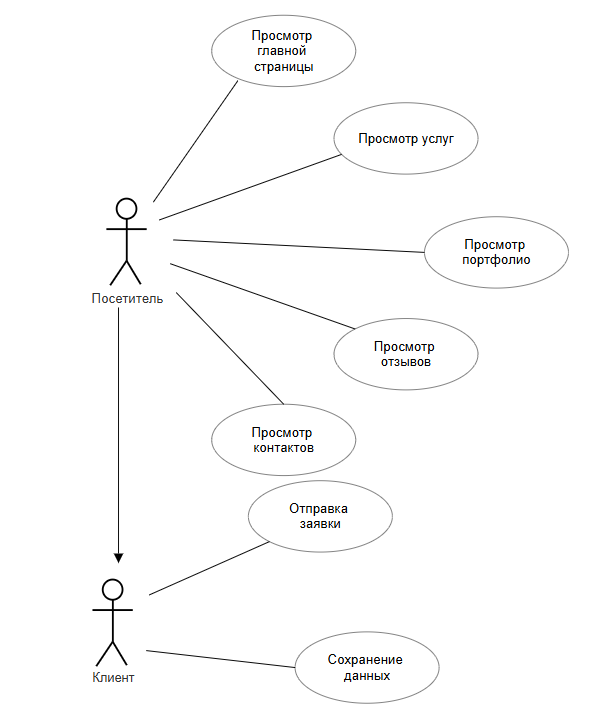 Просмотр
главной
страницы
Просмотр услуг
Просмотр
портфолио
Посетитель
Просмотр
отзывов
Просмотр
контактов
Отправка
заявки
Сохранение
данных
Клиент